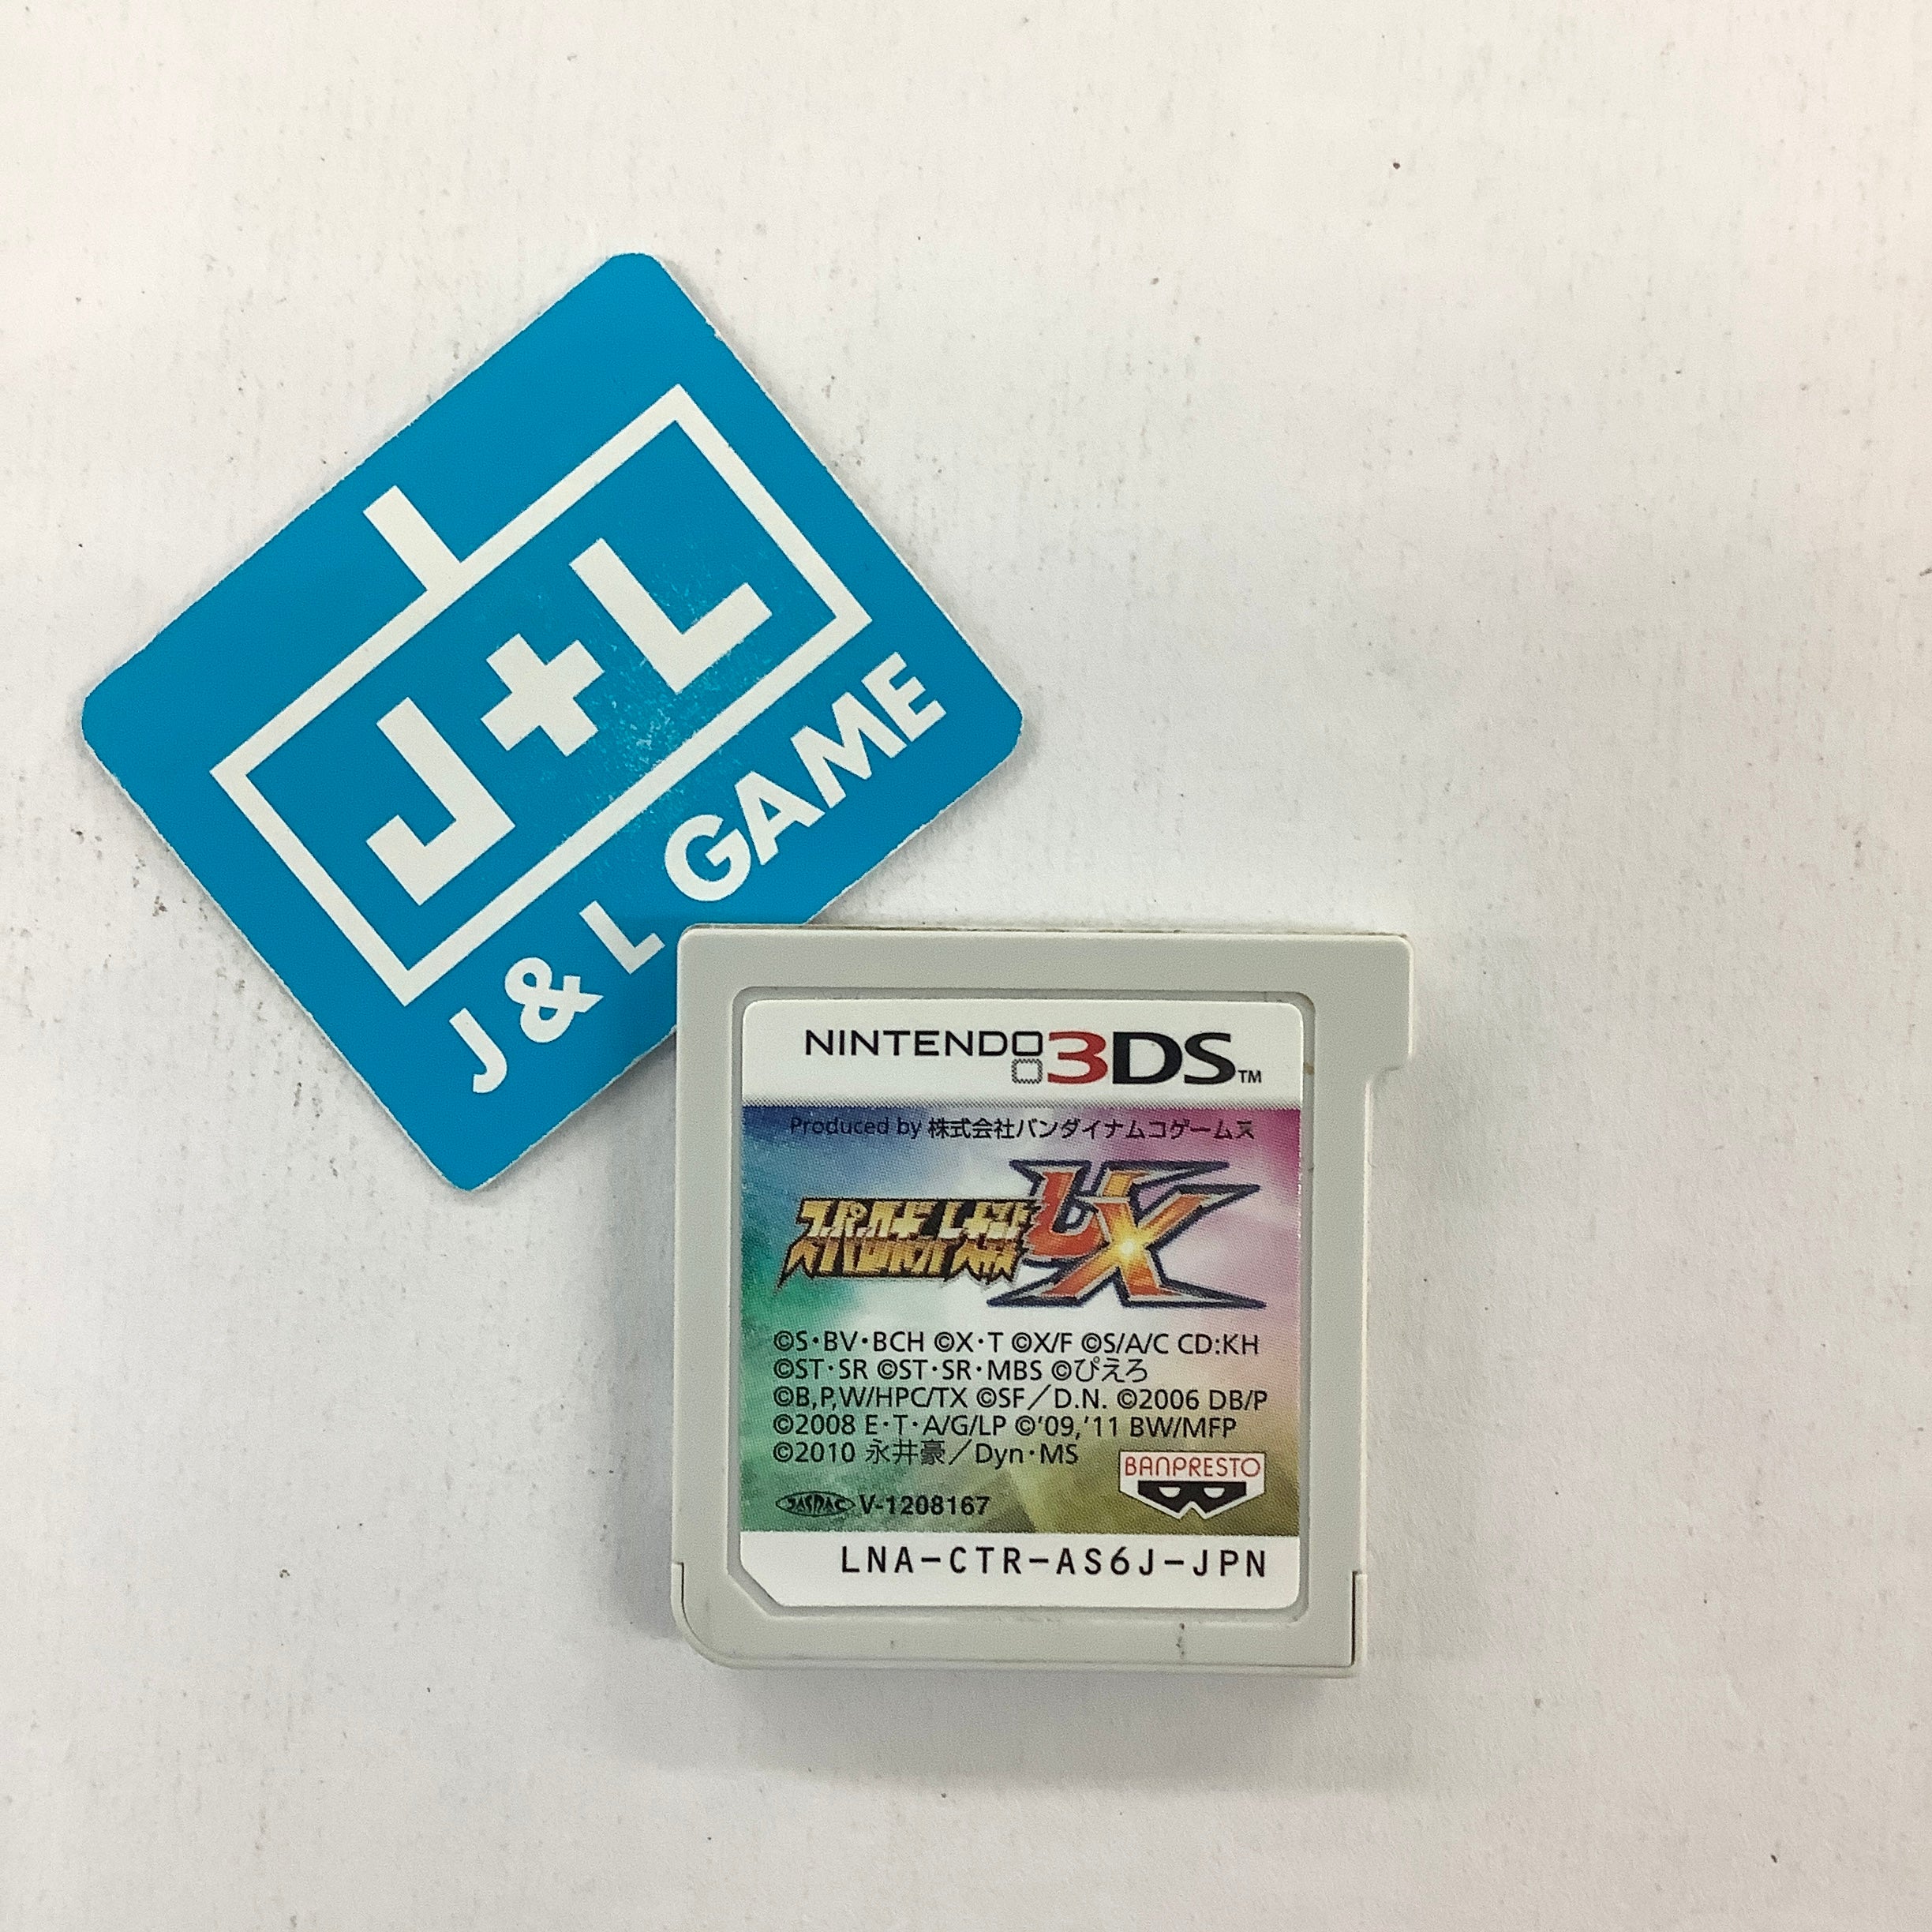 J+L
J & L GAME
NINTENDO 3DS™
Produced by 株式会社バンダイナムコゲームス
スーパーロボット大戦UX
©S・BV・BCH ©X・T ©X/F ©S/A/C CD:KH
©ST・SR ©ST・SR・MBS ©ぴえろ
©B,P,W/HPC/TX ©SF／D.N. ©2006 DB/P
©2008 E・T・A/G/LP ©'09,'11 BW/MFP
©2010 永井豪／Dyn・MS
BANPRESTO
JASRAC V-1208167
LNA-CTR-AS6J-JPN